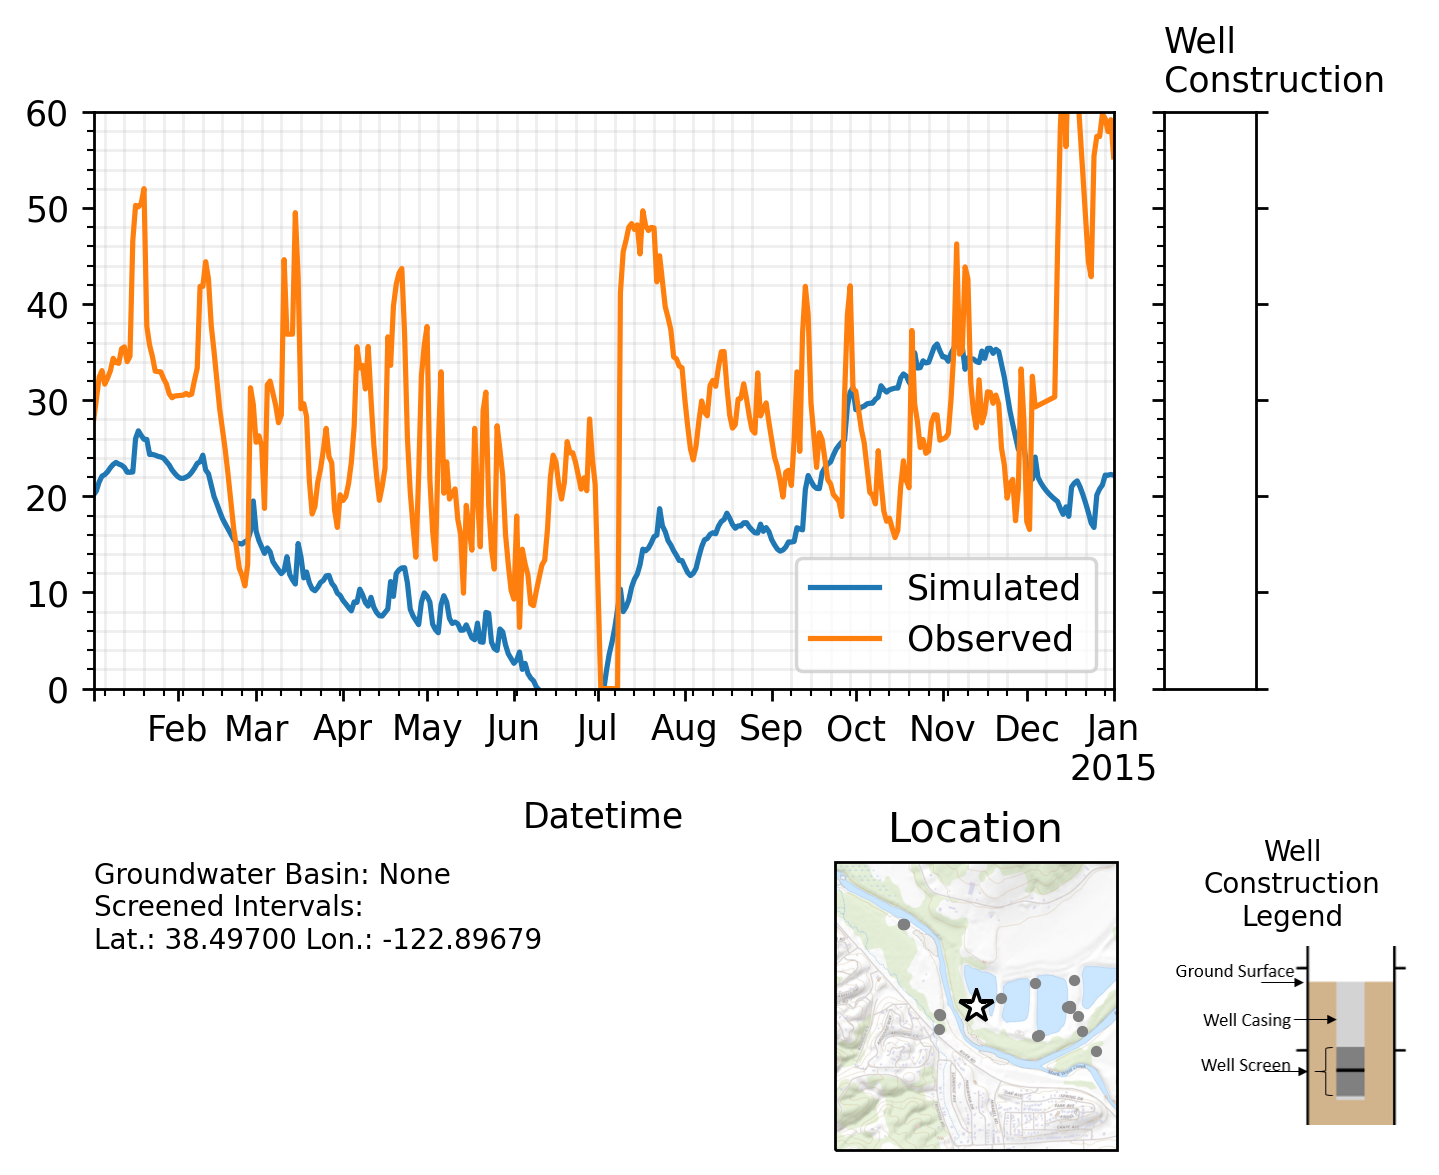 Well
Construction
60
50
40
30
20
10
0
Simulated
Observed
Feb Mar Apr May Jun Jul Aug Sep Oct Nov Dec Jan
2015
Datetime
Groundwater Basin: None
Screened Intervals:
Lat.: 38.49700 Lon.: -122.89679
Location
Well
Construction
Legend
Ground Surface
Well Casing
Well Screen